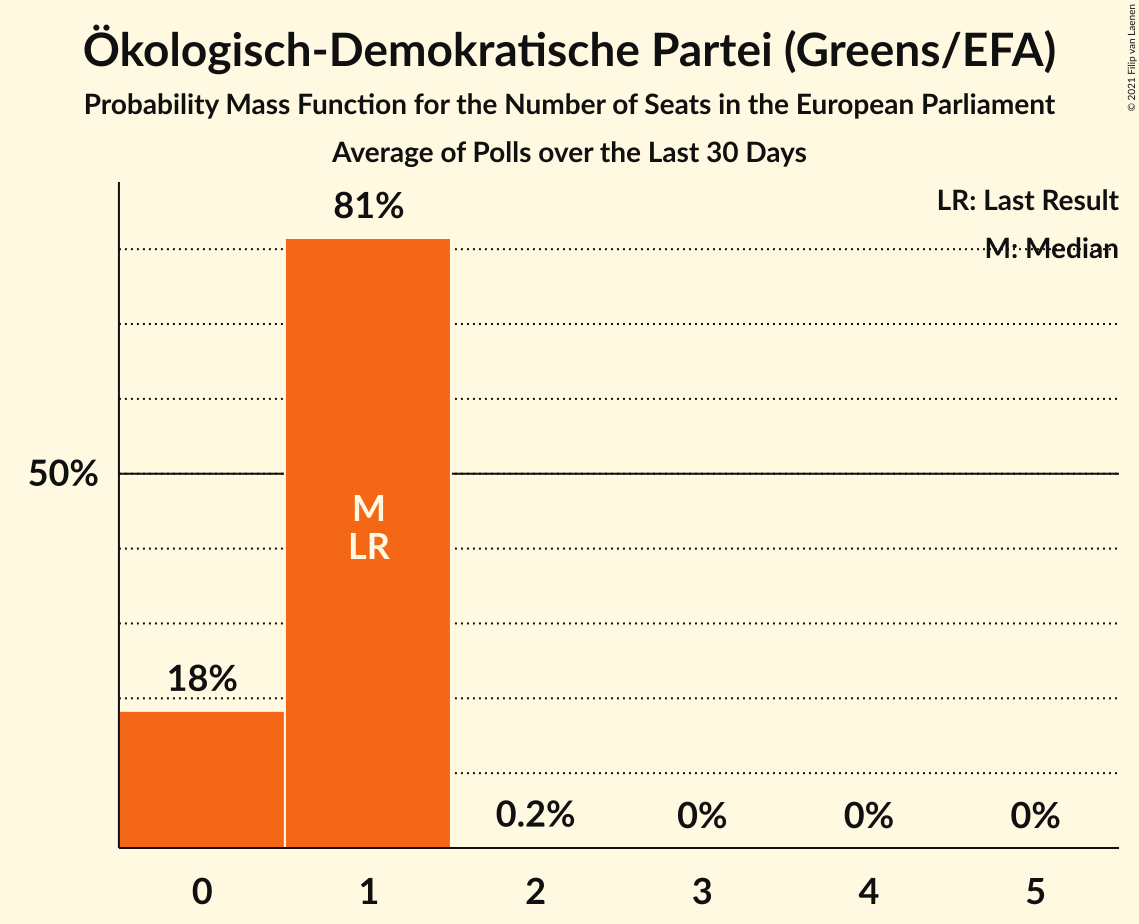 Ökologisch-Demokratische Partei (Greens/EFA)
Probability Mass Function for the Number of Seats in the European Parliament
Average of Polls over the Last 30 Days
© 2021 Filip van Laenen
LR: Last Result
M: Median
81%
50%
M
LR
18%
0.2%
0%
0%
0%
0
1
2
3
4
5